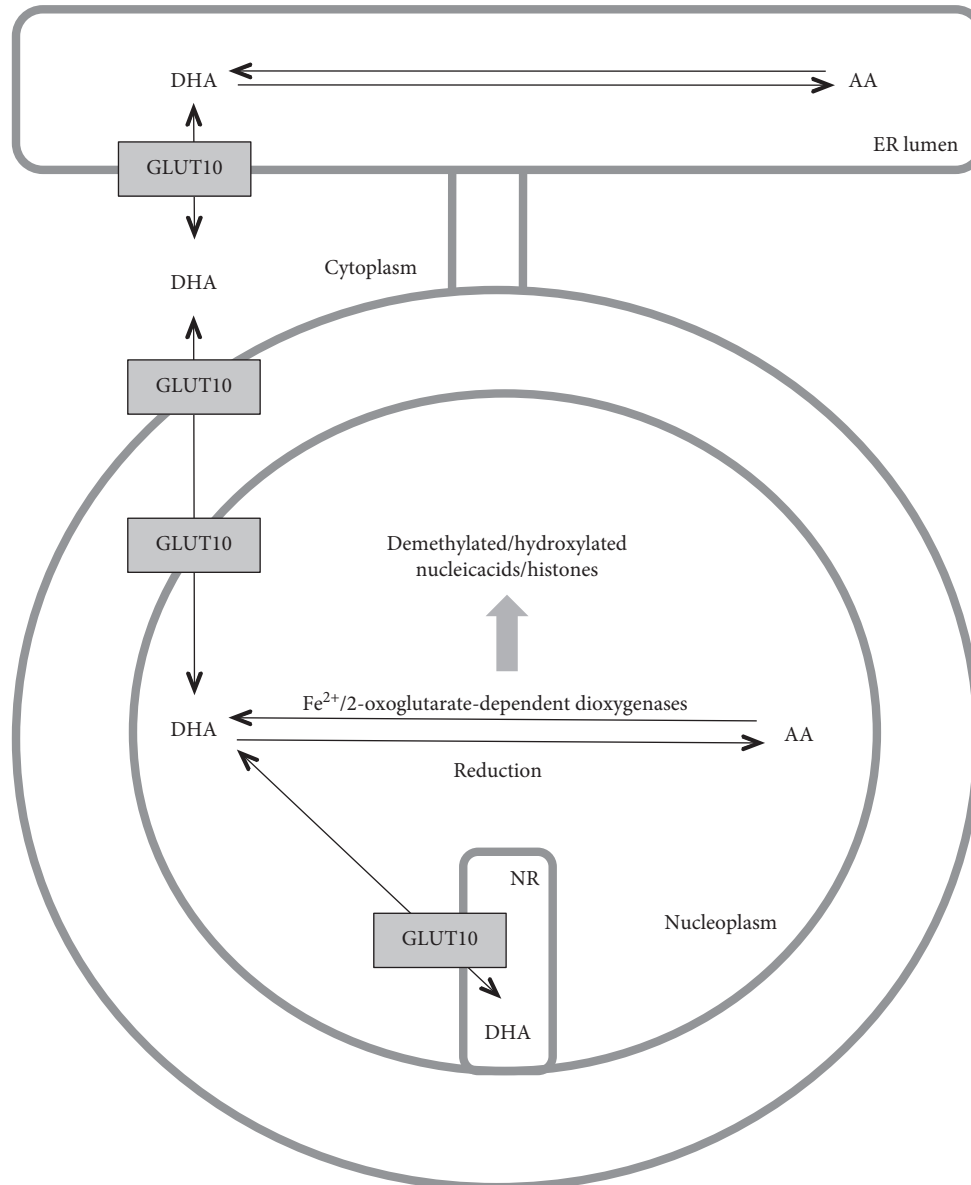 DHA
AA
ER lumen
GLUT10
DHA
Cytoplasm
GLUT10
GLUT10
Demethylated/hydroxylated
nucleicacids/histones
Fe²⁺/2-oxoglutarate-dependent dioxygenases
DHA
AA
Reduction
NR
GLUT10
Nucleoplasm
DHA